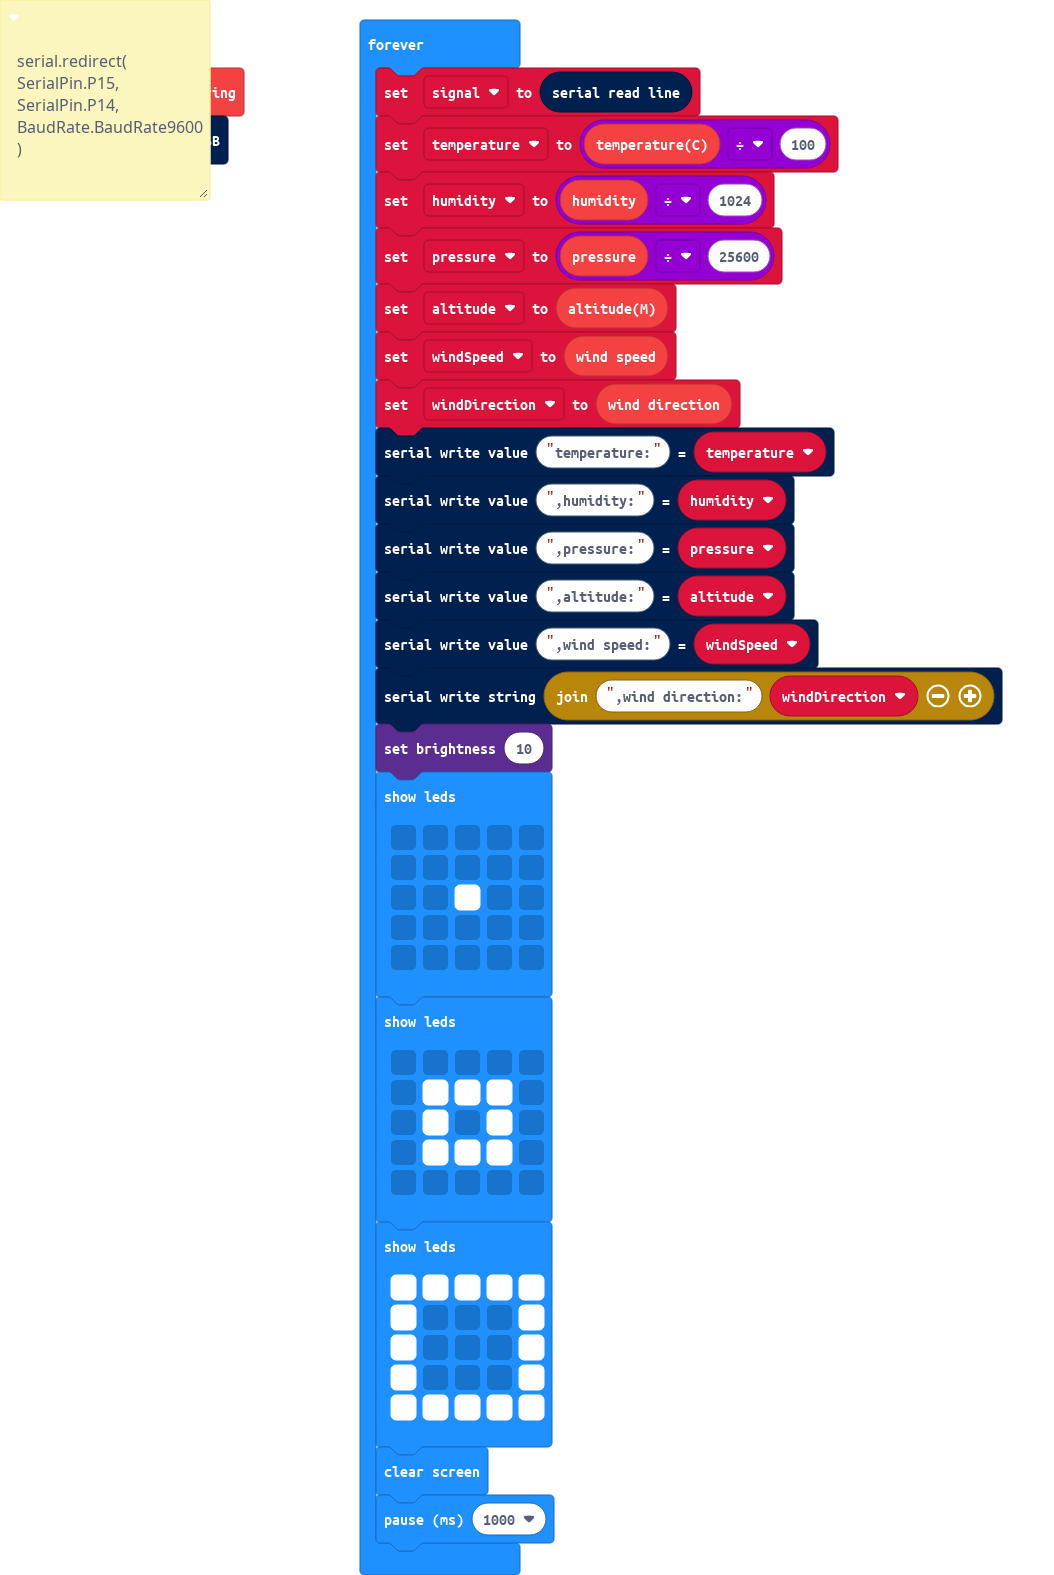 serial.redirect(
SerialPin.P15,
SerialPin.P14,
BaudRate.BaudRate9600
)
forever
set signal to serial read line
set temperature to temperature(C) ÷ 100
set humidity to humidity ÷ 1024
set pressure to pressure ÷ 25600
set altitude to altitude(M)
set windSpeed to wind speed
set windDirection to wind direction
serial write value "temperature:" = temperature
serial write value ",humidity:" = humidity
serial write value ",pressure:" = pressure
serial write value ",altitude:" = altitude
serial write value ",wind speed:" = windSpeed
serial write string join ",wind direction:" windDirection
set brightness 10
show leds
show leds
show leds
clear screen
pause (ms) 1000